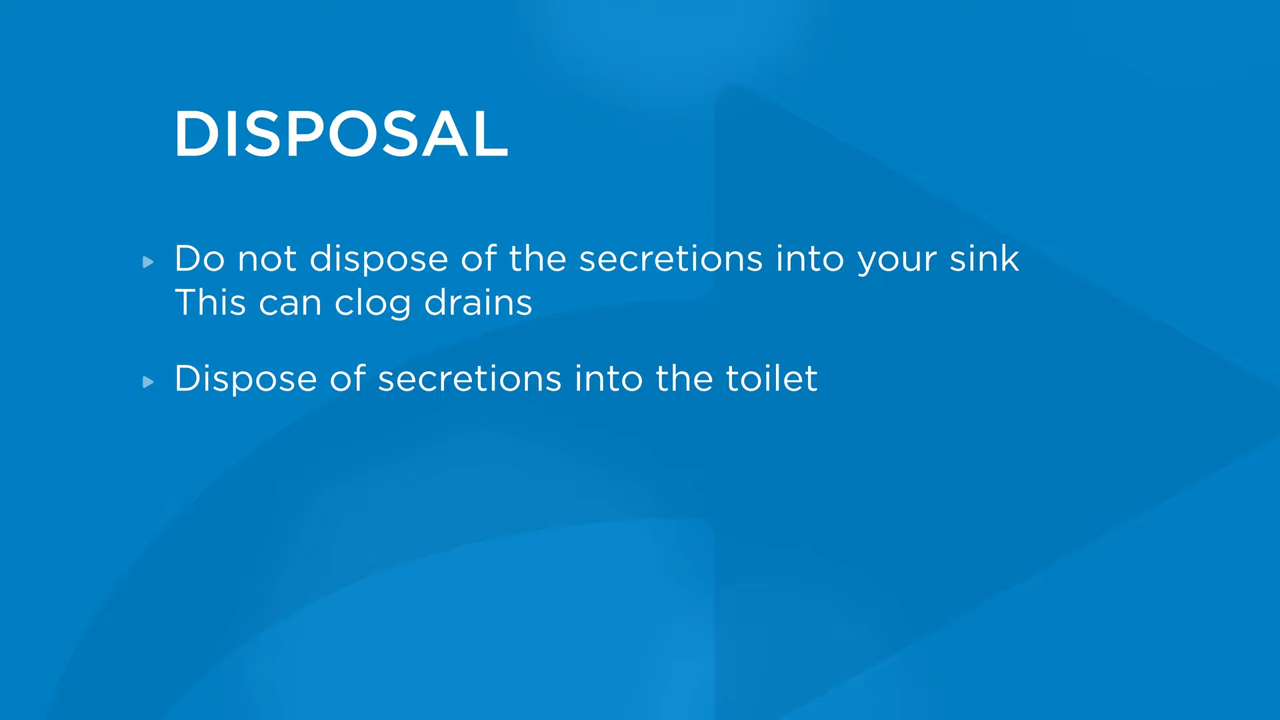 DISPOSAL
Do not dispose of the secretions into your sink
This can clog drains
Dispose of secretions into the toilet